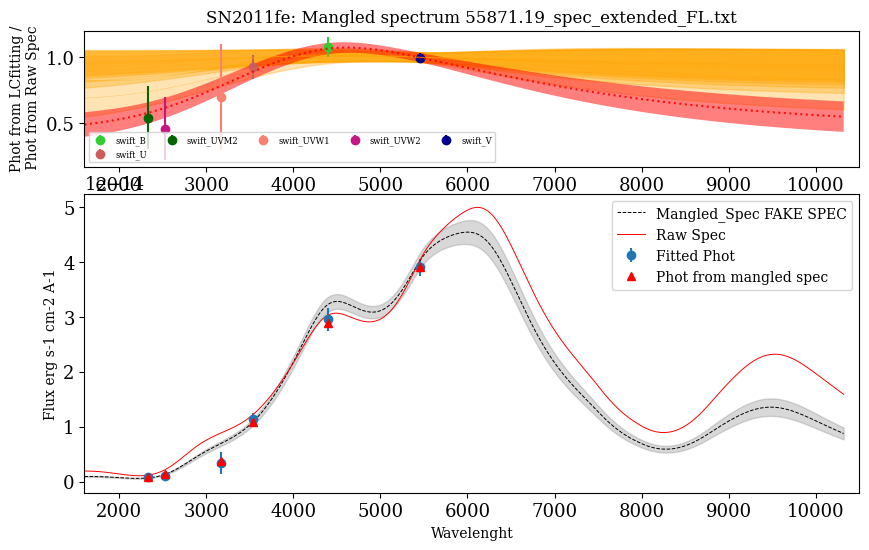 SN2011fe: Mangled spectrum 55871.19_spec_extended_FL.txt
Phot from LCfitting /
Phot from Raw Spec
1.0
0.5
swift_B
swift_UVM2
swift_UVW1
swift_UVW2
swift_V
swift_U
2000 3000 4000 5000 6000 7000 8000 9000 10000
1e−14
Flux erg s-1 cm-2 A-1
5
4
3
2
1
0
Mangled_Spec FAKE SPEC
Raw Spec
Fitted Phot
Phot from mangled spec
2000 3000 4000 5000 6000 7000 8000 9000 10000
Wavelenght